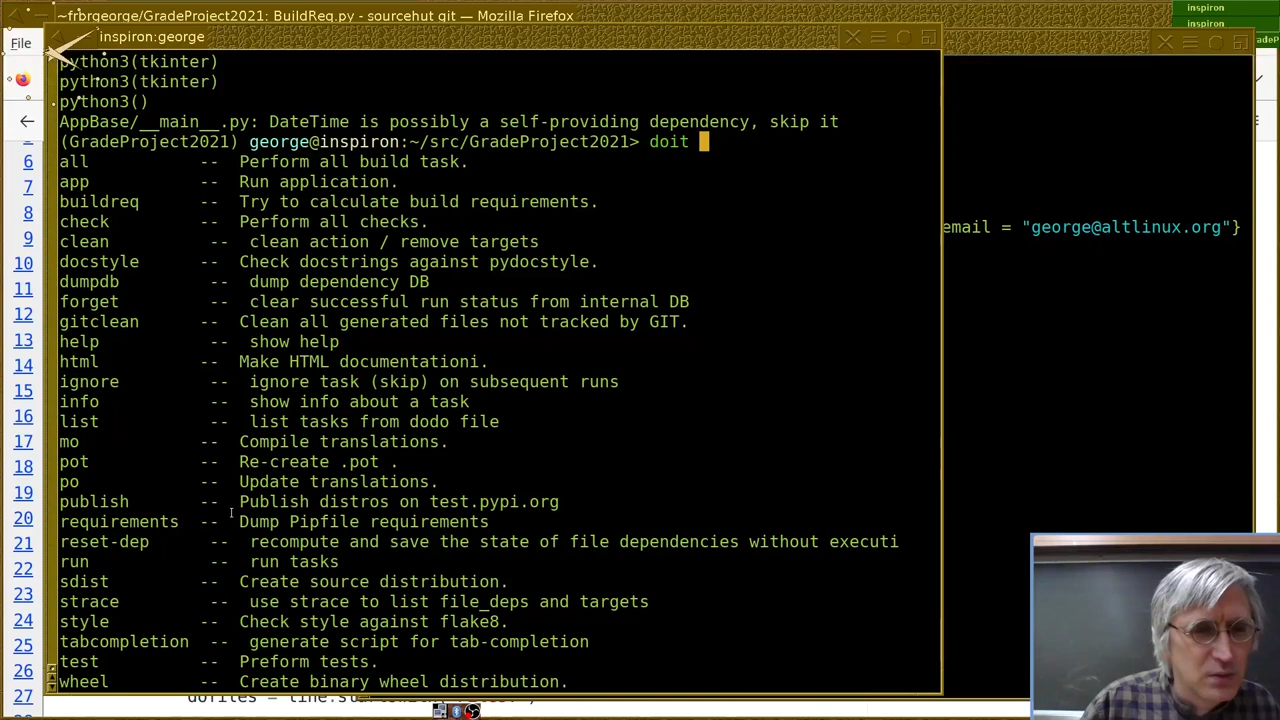 ~frbrgeorge/GradeProject2021: BuildReq.py - sourcehut git — Mozilla Firefox
inspiron
inspiron
File
inspiron:george
python3(tkinter)
python3(tkinter)
python3()
AppBase/__main__.py: DateTime is possibly a self-providing dependency, skip it
(GradeProject2021) george@inspiron:~/src/GradeProject2021> doit
all -- Perform all build task.
app -- Run application.
buildreq -- Try to calculate build requirements.
check -- Perform all checks.
clean -- clean action / remove targets
docstyle -- Check docstrings against pydocstyle.
dumpdb -- dump dependency DB
forget -- clear successful run status from internal DB
gitclean -- Clean all generated files not tracked by GIT.
help -- show help
html -- Make HTML documentationi.
ignore -- ignore task (skip) on subsequent runs
info -- show info about a task
list -- list tasks from dodo file
mo -- Compile translations.
pot -- Re-create .pot .
po -- Update translations.
publish -- Publish distros on test.pypi.org
requirements -- Dump Pipfile requirements
reset-dep -- recompute and save the state of file dependencies without executi
run -- run tasks
sdist -- Create source distribution.
strace -- use strace to list file_deps and targets
style -- Check style against flake8.
tabcompletion -- generate script for tab-completion
test -- Preform tests.
wheel -- Create binary wheel distribution.
email = "george@altlinux.org"}
6
7
8
9
10
11
12
13
14
15
16
17
18
19
20
21
22
23
24
25
26
27